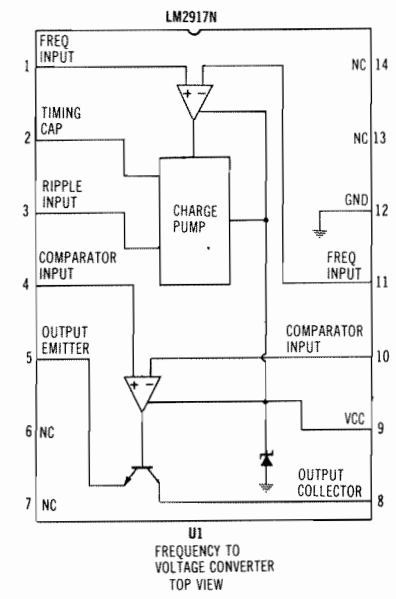 LM2917N
FREQ
INPUT
1
NC 14
+ −
TIMING
CAP
2
NC 13
RIPPLE
INPUT
3
CHARGE
PUMP
GND
12
COMPARATOR
INPUT
4
FREQ
INPUT
11
OUTPUT
EMITTER
5
COMPARATOR
INPUT
10
+ −
6 NC
VCC
9
7 NC
OUTPUT
COLLECTOR
8
U1
FREQUENCY TO
VOLTAGE CONVERTER
TOP VIEW